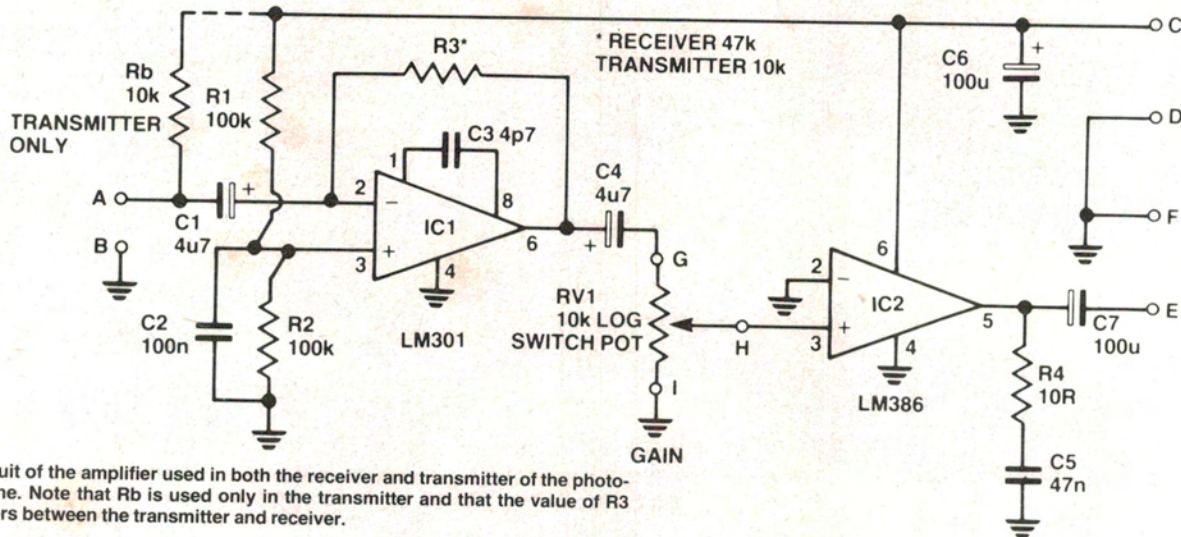 R1
C
Rb
10k
R1
100k
R3*
* RECEIVER 47k
TRANSMITTER 10k
C6
100u
+
D
TRANSMITTER
ONLY
C3 4p7
1
8
A
+
C1
4u7
2
−
IC1
6
C4
4u7
+
G
F
B
3
+
4
LM301
C2
100n
R2
100k
RV1
10k LOG
SWITCH POT
H
I
GAIN
6
2
−
IC2
5
3
+
4
LM386
C7
100u
E
R4
10R
C5
47n
uit of the amplifier used in both the receiver and transmitter of the photo-
ne. Note that Rb is used only in the transmitter and that the value of R3
rs between the transmitter and receiver.